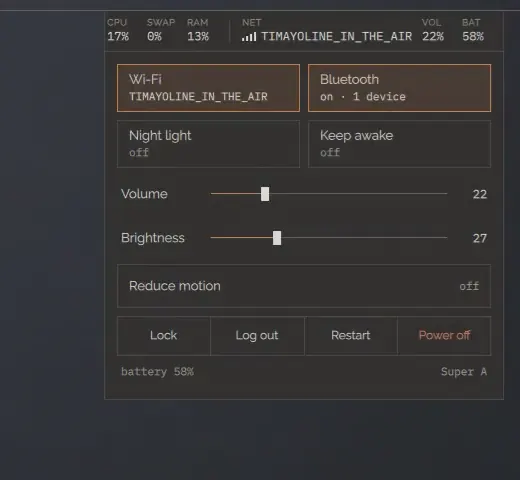 CPU SWAP RAM NET VOL BAT
17% 0% 13% TIMAYOLINE_IN_THE_AIR 22% 58%
Wi-Fi Bluetooth
TIMAYOLINE_IN_THE_AIR on · 1 device
Night light Keep awake
off off
Volume 22
Brightness 27
Reduce motion off
Lock Log out Restart Power off
battery 58% Super A